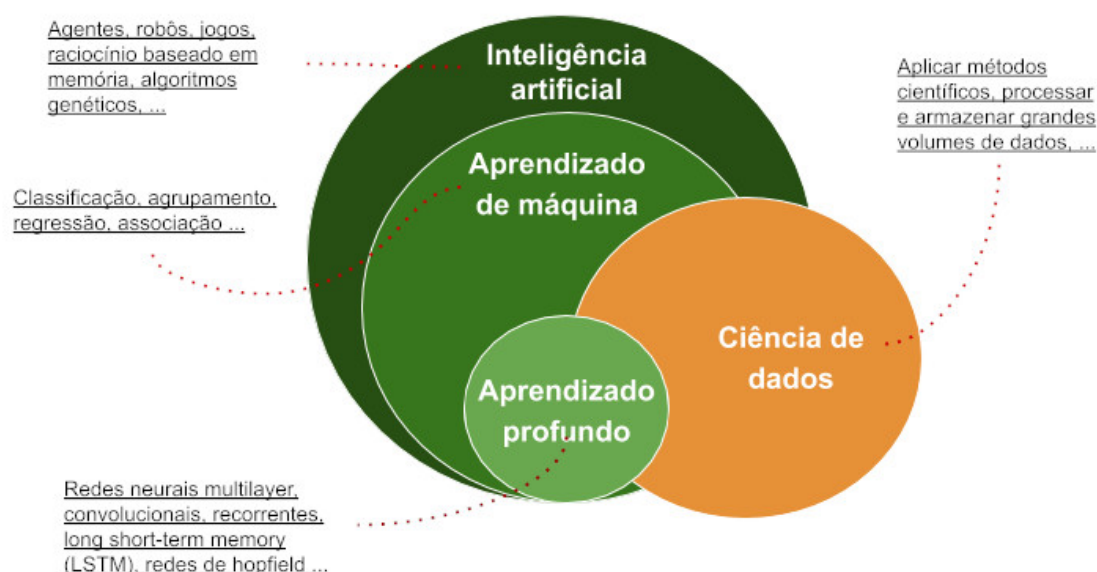 Agentes, robôs, jogos,
raciocínio baseado em
memória, algoritmos
genéticos, ...
Inteligência
artificial
Aplicar métodos
científicos, processar
e armazenar grandes
volumes de dados, ...
Aprendizado
de máquina
Classificação, agrupamento,
regressão, associação ...
Ciência de
dados
Aprendizado
profundo
Redes neurais multilayer,
convolucionais, recorrentes,
long short-term memory
(LSTM), redes de hopfield ...